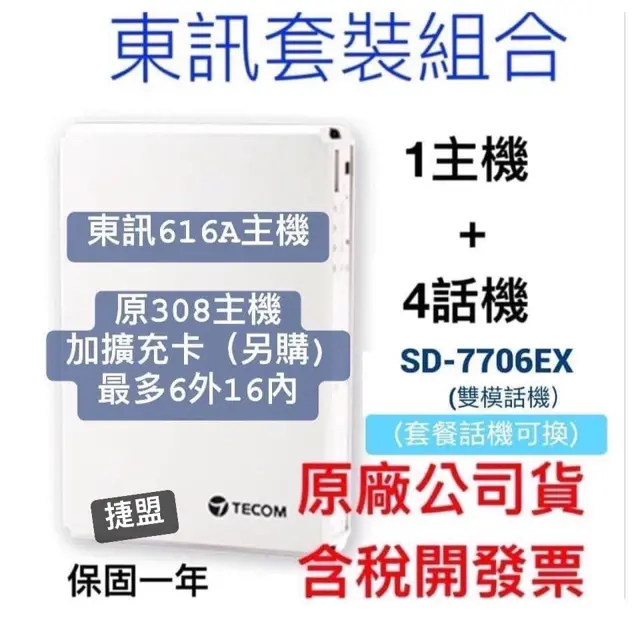 東訊套裝組合
1主機
+
4話機
SD-7706EX
(雙模話機)
(套餐話機可換)
東訊616A主機
原308主機
加擴充卡（另購)
最多6外16內
捷盟
TECOM
原廠公司貨
含稅開發票
保固一年